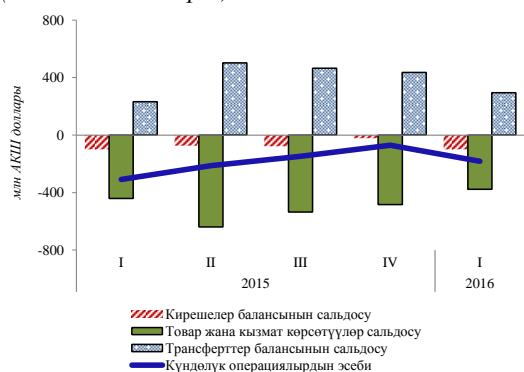 800
400
0
-400
-800
млн АКШ доллары
I II III IV I
2015 2016
Кирешелер балансынын сальдосу
Товар жана кызмат көрсөтүүлөр сальдосу
Трансферттер балансынын сальдосу
Күндөлүк операциялырдын эсеби